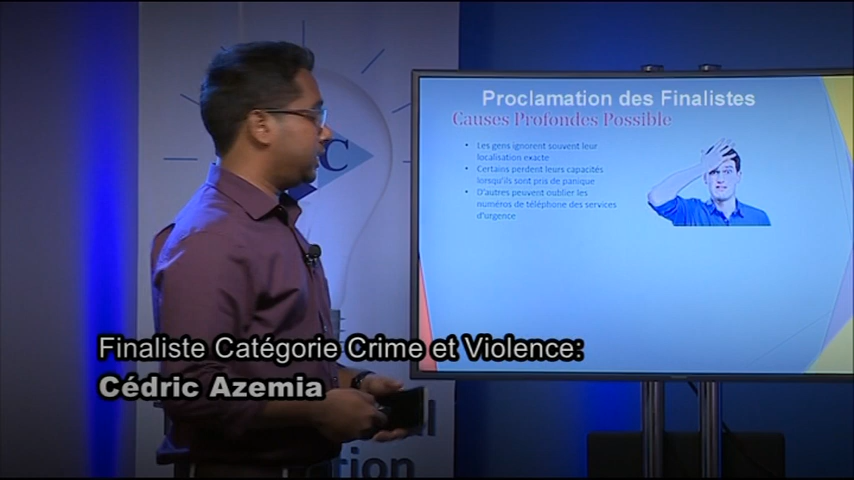 Proclamation des Finalistes
Causes Profondes Possible
• Les gens ignorent souvent leur
localisation exacte
• Certains perdent leurs capacités
lorsqu'ils sont pris de panique
• D'autres peuvent oublier les
numéros de téléphone des services
d'urgence
C
Finaliste Catégorie Crime et Violence:
Cédric Azemia